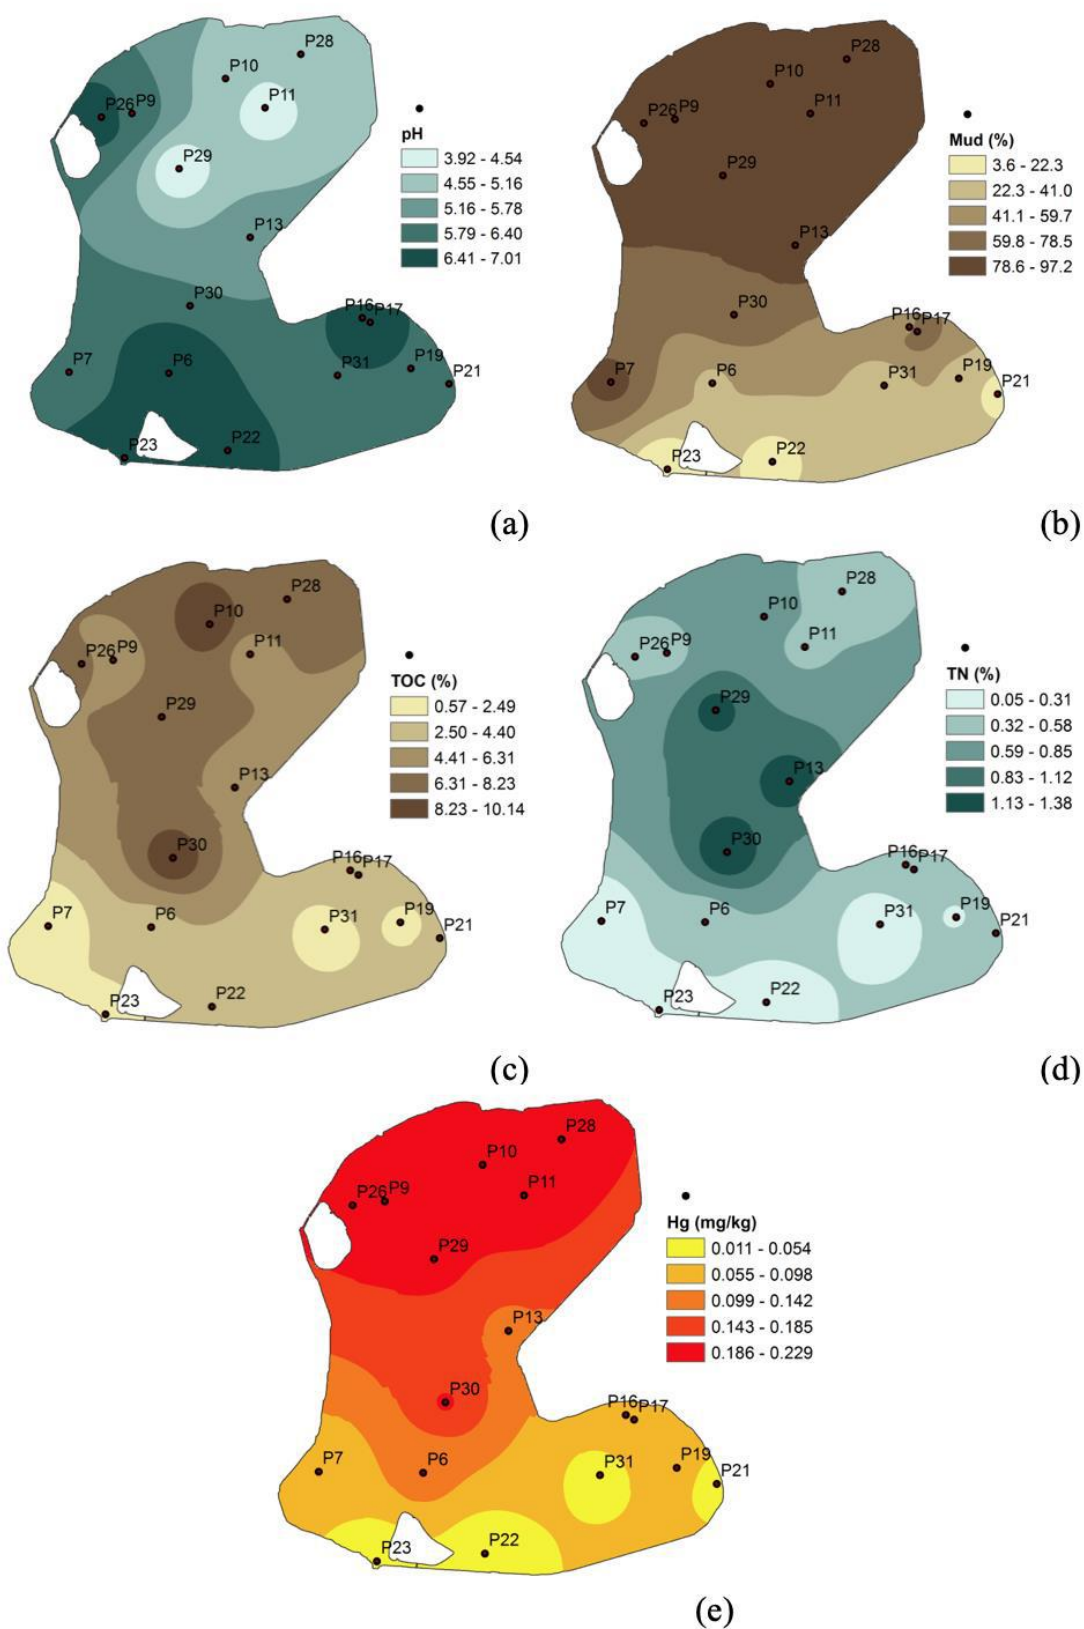 P28
P10
P11
P26
P9
P29
P13
P30
P16
P17
P7
P6
P31
P19
P21
P23
P22
pH
3.92 - 4.54
4.55 - 5.16
5.16 - 5.78
5.79 - 6.40
6.41 - 7.01
(a)
P28
P10
P11
P26
P9
P29
P13
P30
P16
P17
P7
P6
P31
P19
P21
P23
P22
Mud (%)
3.6 - 22.3
22.3 - 41.0
41.1 - 59.7
59.8 - 78.5
78.6 - 97.2
(b)
P28
P10
P11
P26
P9
P29
P13
P30
P16
P17
P7
P6
P31
P19
P21
P23
P22
TOC (%)
0.57 - 2.49
2.50 - 4.40
4.41 - 6.31
6.31 - 8.23
8.23 - 10.14
(c)
P28
P10
P11
P26
P9
P29
P13
P30
P16
P17
P7
P6
P31
P19
P21
P23
P22
TN (%)
0.05 - 0.31
0.32 - 0.58
0.59 - 0.85
0.83 - 1.12
1.13 - 1.38
(d)
P28
P10
P11
P26
P9
P29
P13
P30
P16
P17
P7
P6
P31
P19
P21
P23
P22
Hg (mg/kg)
0.011 - 0.054
0.055 - 0.098
0.099 - 0.142
0.143 - 0.185
0.186 - 0.229
(e)